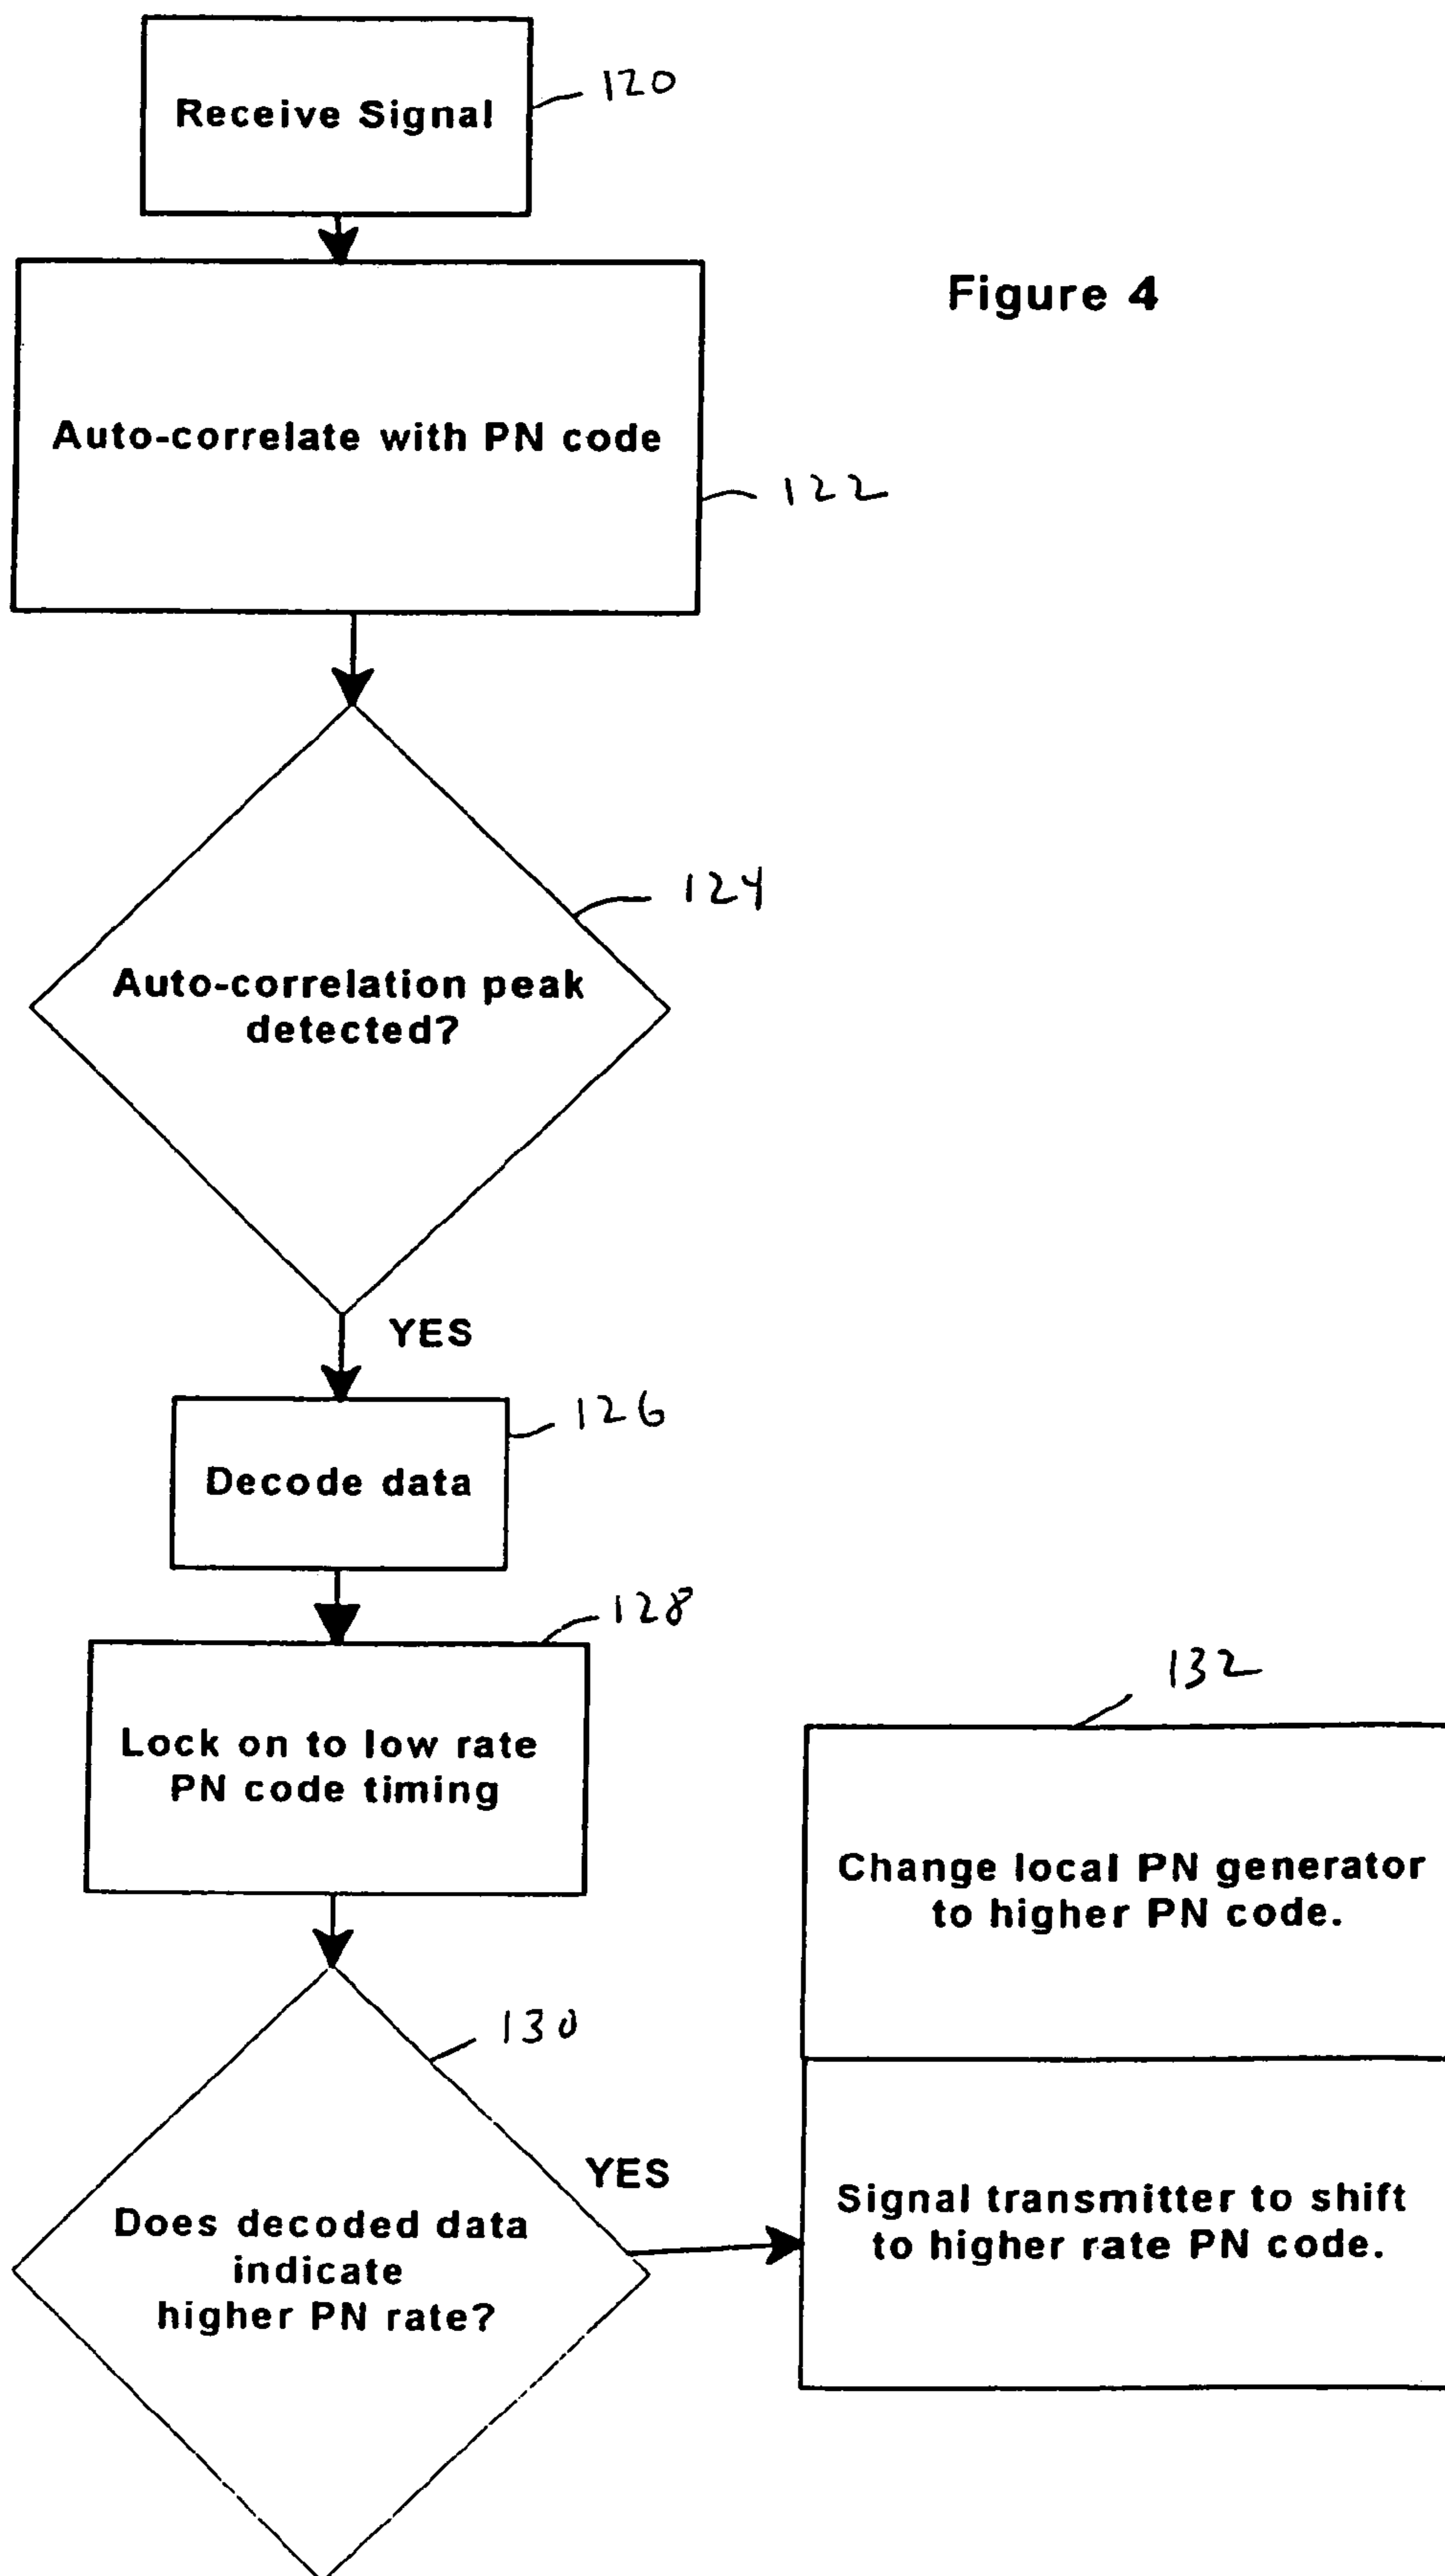 Receive Signal
120
Figure 4
Auto-correlate with PN code
122
124
Auto-correlation peak
detected?
YES
126
Decode data
128
Lock on to low rate
PN code timing
132
Change local PN generator
to higher PN code.
130
YES
Does decoded data
indicate
higher PN rate?
Signal transmitter to shift
to higher rate PN code.